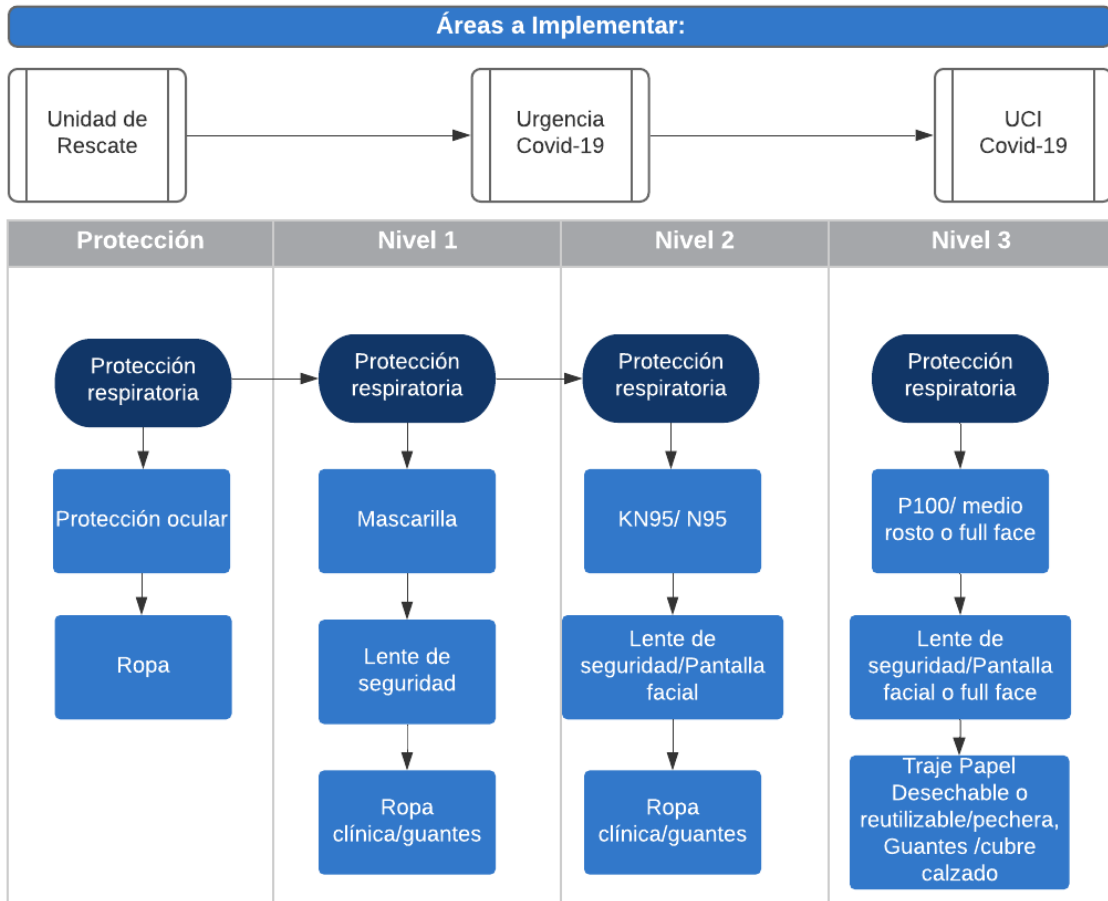 Áreas a Implementar:
Unidad de
Rescate
Urgencia
Covid-19
UCI
Covid-19
Protección
Nivel 1
Nivel 2
Nivel 3
Protección
respiratoria
Protección
respiratoria
Protección
respiratoria
Protección
respiratoria
Protección ocular
Mascarilla
KN95/ N95
P100/ medio
rosto o full face
Ropa
Lente de
seguridad
Lente de
seguridad/Pantalla
facial
Lente de
seguridad/Pantalla
facial o full face
Ropa
clínica/guantes
Ropa
clínica/guantes
Traje Papel
Desechable o
reutilizable/pechera,
Guantes /cubre
calzado